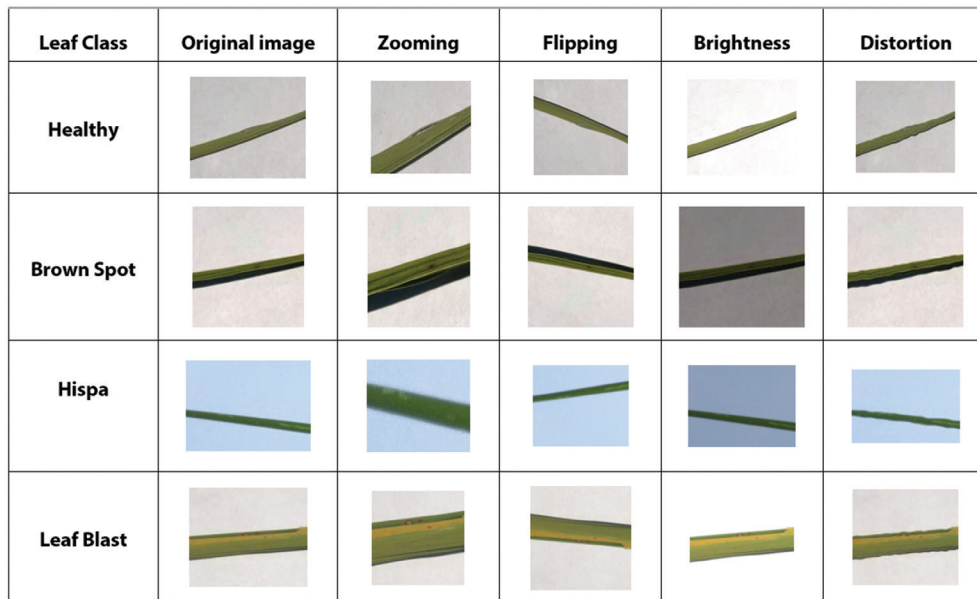 Leaf Class Original image Zooming Flipping Brightness Distortion
Healthy
Brown Spot
Hispa
Leaf Blast